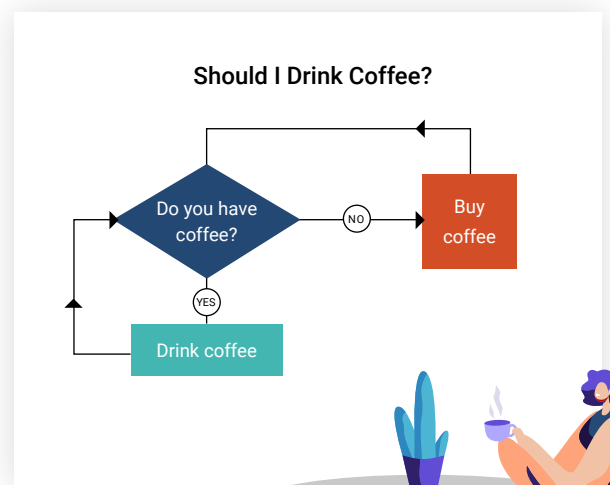 Should I Drink Coffee?
Do you have
coffee?
NO
Buy
coffee
YES
Drink coffee